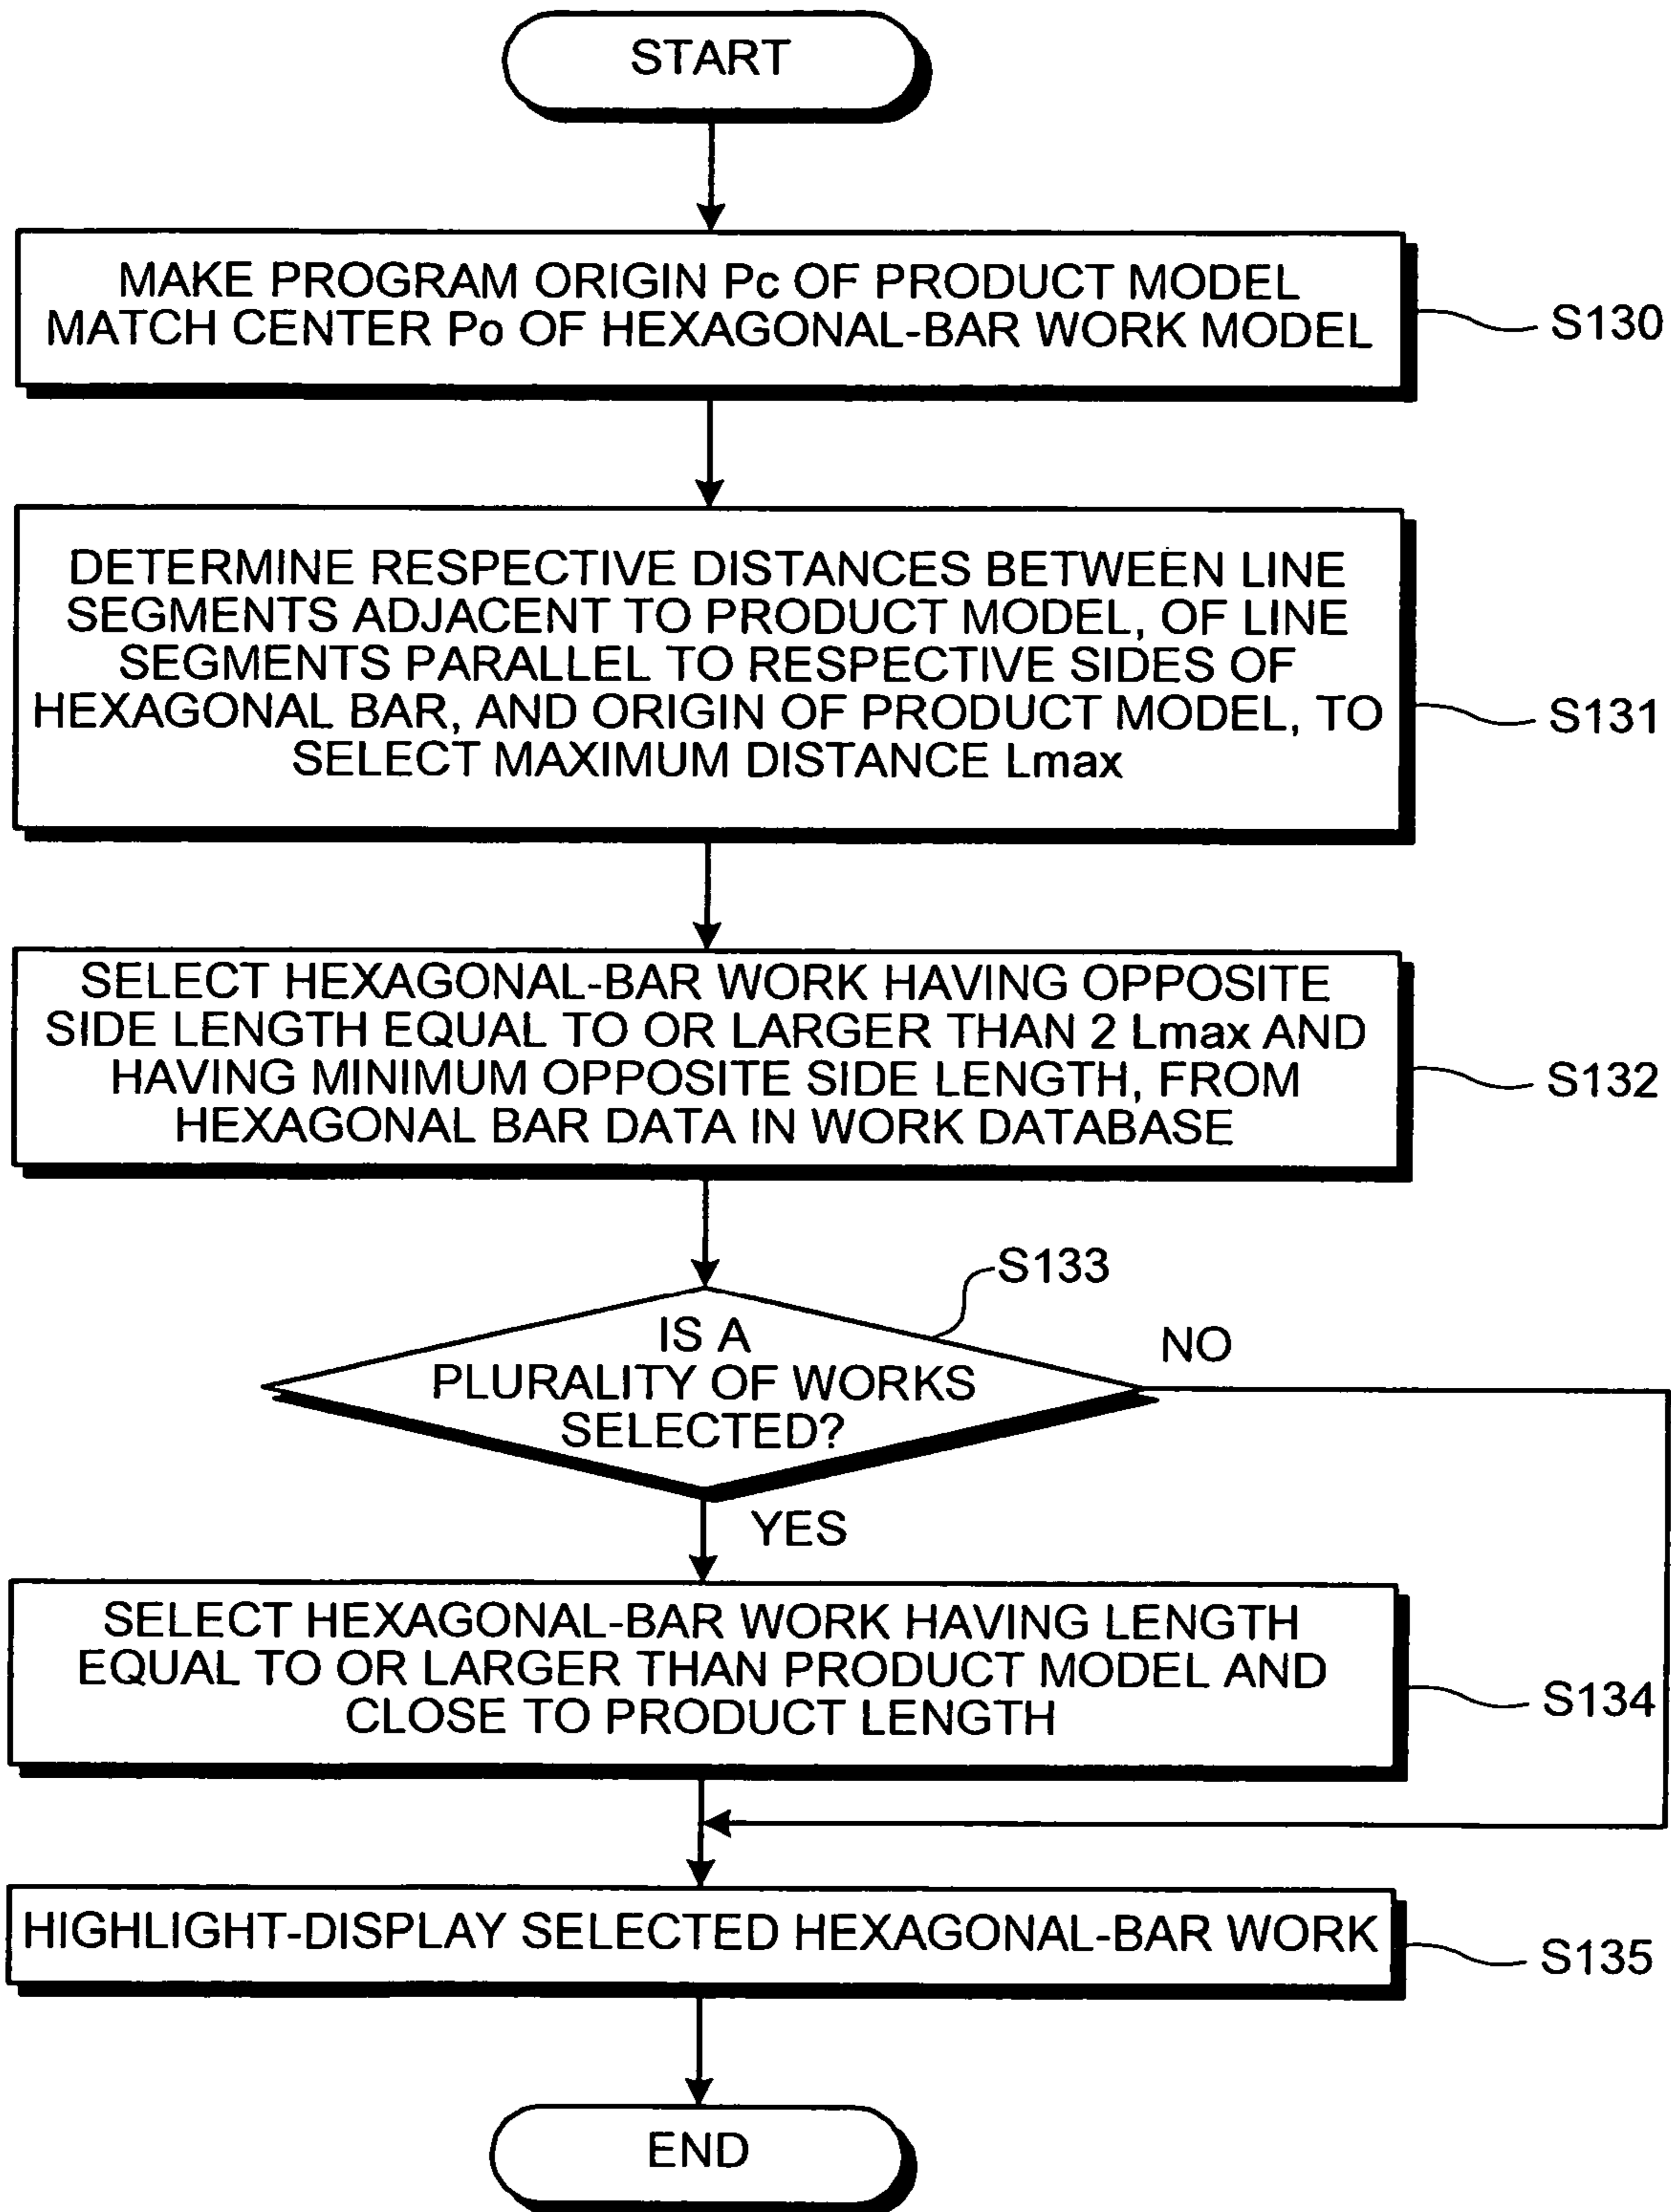 START
MAKE PROGRAM ORIGIN Pc OF PRODUCT MODEL
MATCH CENTER Po OF HEXAGONAL-BAR WORK MODEL
S130
DETERMINE RESPECTIVE DISTANCES BETWEEN LINE
SEGMENTS ADJACENT TO PRODUCT MODEL, OF LINE
SEGMENTS PARALLEL TO RESPECTIVE SIDES OF
HEXAGONAL BAR, AND ORIGIN OF PRODUCT MODEL, TO
SELECT MAXIMUM DISTANCE Lmax
S131
SELECT HEXAGONAL-BAR WORK HAVING OPPOSITE
SIDE LENGTH EQUAL TO OR LARGER THAN 2 Lmax AND
HAVING MINIMUM OPPOSITE SIDE LENGTH, FROM
HEXAGONAL BAR DATA IN WORK DATABASE
S132
S133
IS A
PLURALITY OF WORKS
SELECTED?
NO
YES
SELECT HEXAGONAL-BAR WORK HAVING LENGTH
EQUAL TO OR LARGER THAN PRODUCT MODEL AND
CLOSE TO PRODUCT LENGTH
S134
HIGHLIGHT-DISPLAY SELECTED HEXAGONAL-BAR WORK
S135
END